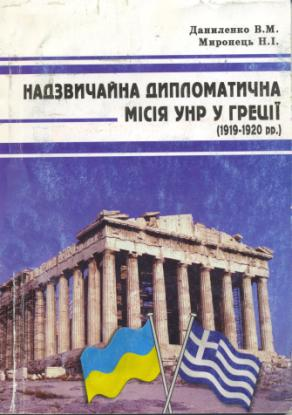 Даниленко В.М.
Миронець Н.І.
НАДЗВИЧАЙНА ДИПЛОМАТИЧНА
МІСІЯ УНР У ГРЕЦІЇ
(1919-1920 рр.)